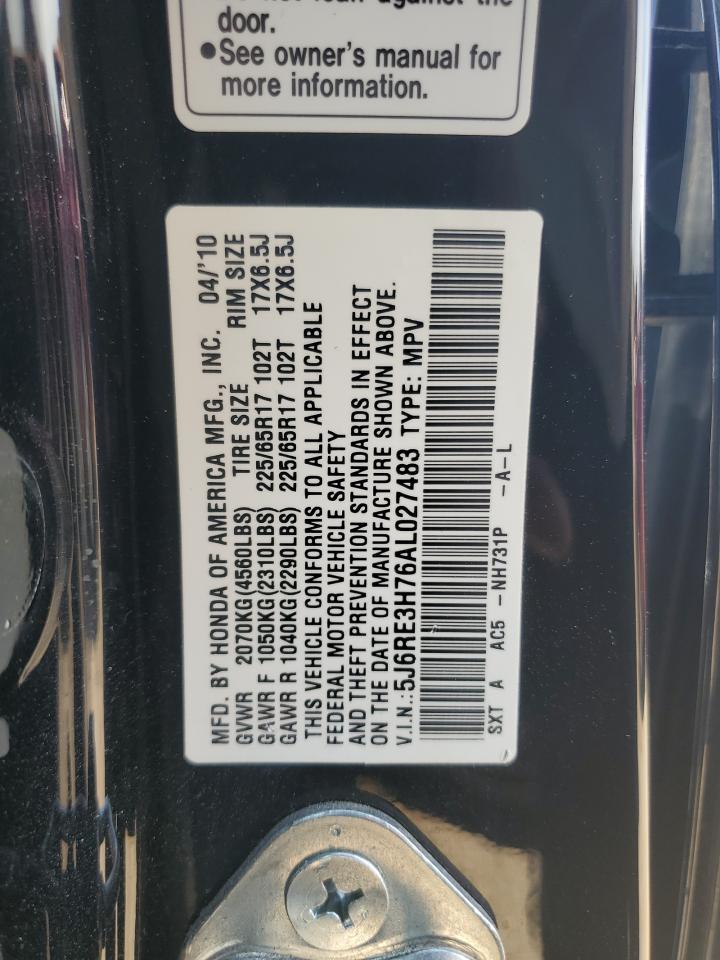 against the
door.
●See owner's manual for
more information.
MFD. BY HONDA OF AMERICA MFG., INC. 04/'10
GVWR 2070KG(4560LBS) TIRE SIZE RIM SIZE
GAWR F 1050KG(2310LBS) 225/65R17 102T 17X6.5J
GAWR R 1040KG(2290LBS) 225/65R17 102T 17X6.5J
THIS VEHICLE CONFORMS TO ALL APPLICABLE
FEDERAL MOTOR VEHICLE SAFETY
AND THEFT PREVENTION STANDARDS IN EFFECT
ON THE DATE OF MANUFACTURE SHOWN ABOVE.
V.I.N.:5J6RE3H76AL027483 TYPE: MPV
SXT A AC5 -NH731P -A-L